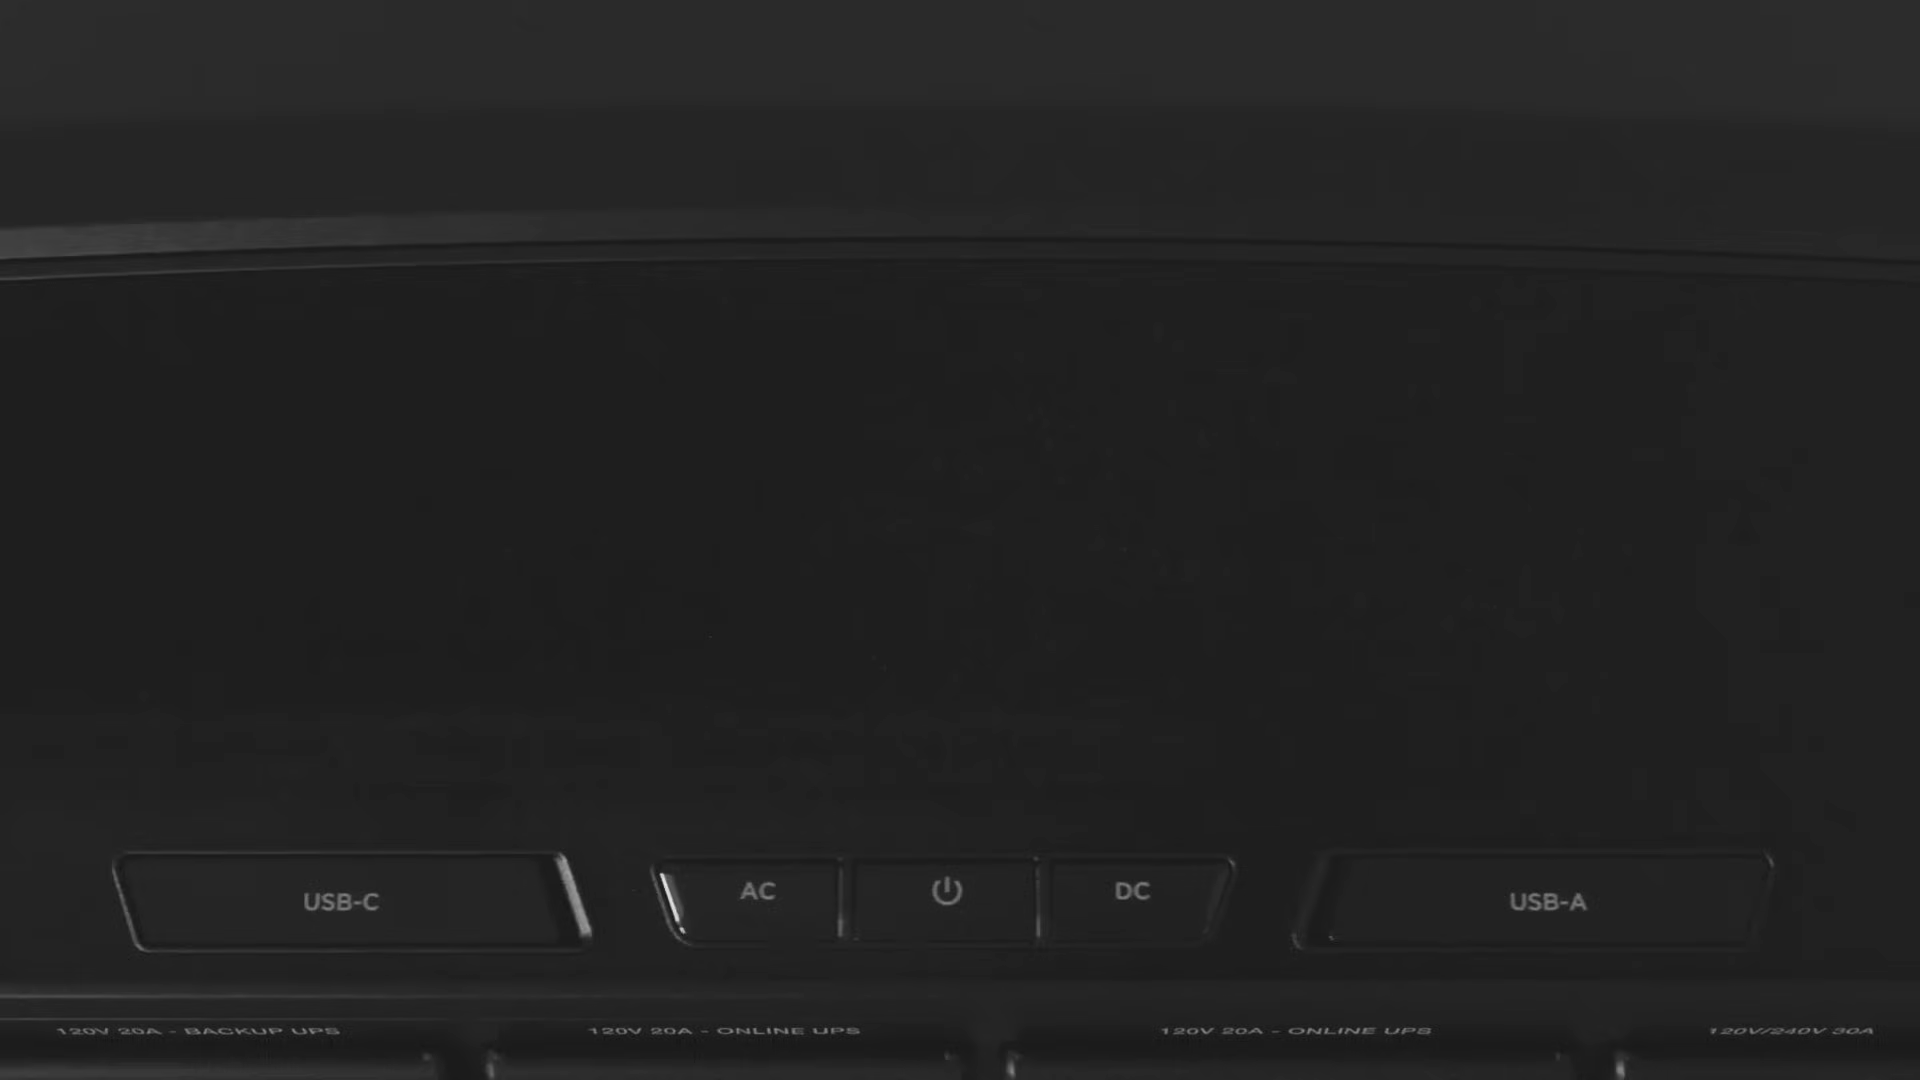 USB-C
AC
DC
USB-A
120V 20A - BACKUP UPS
120V 20A - ONLINE UPS
120V 20A - ONLINE UPS
120V/240V 30A